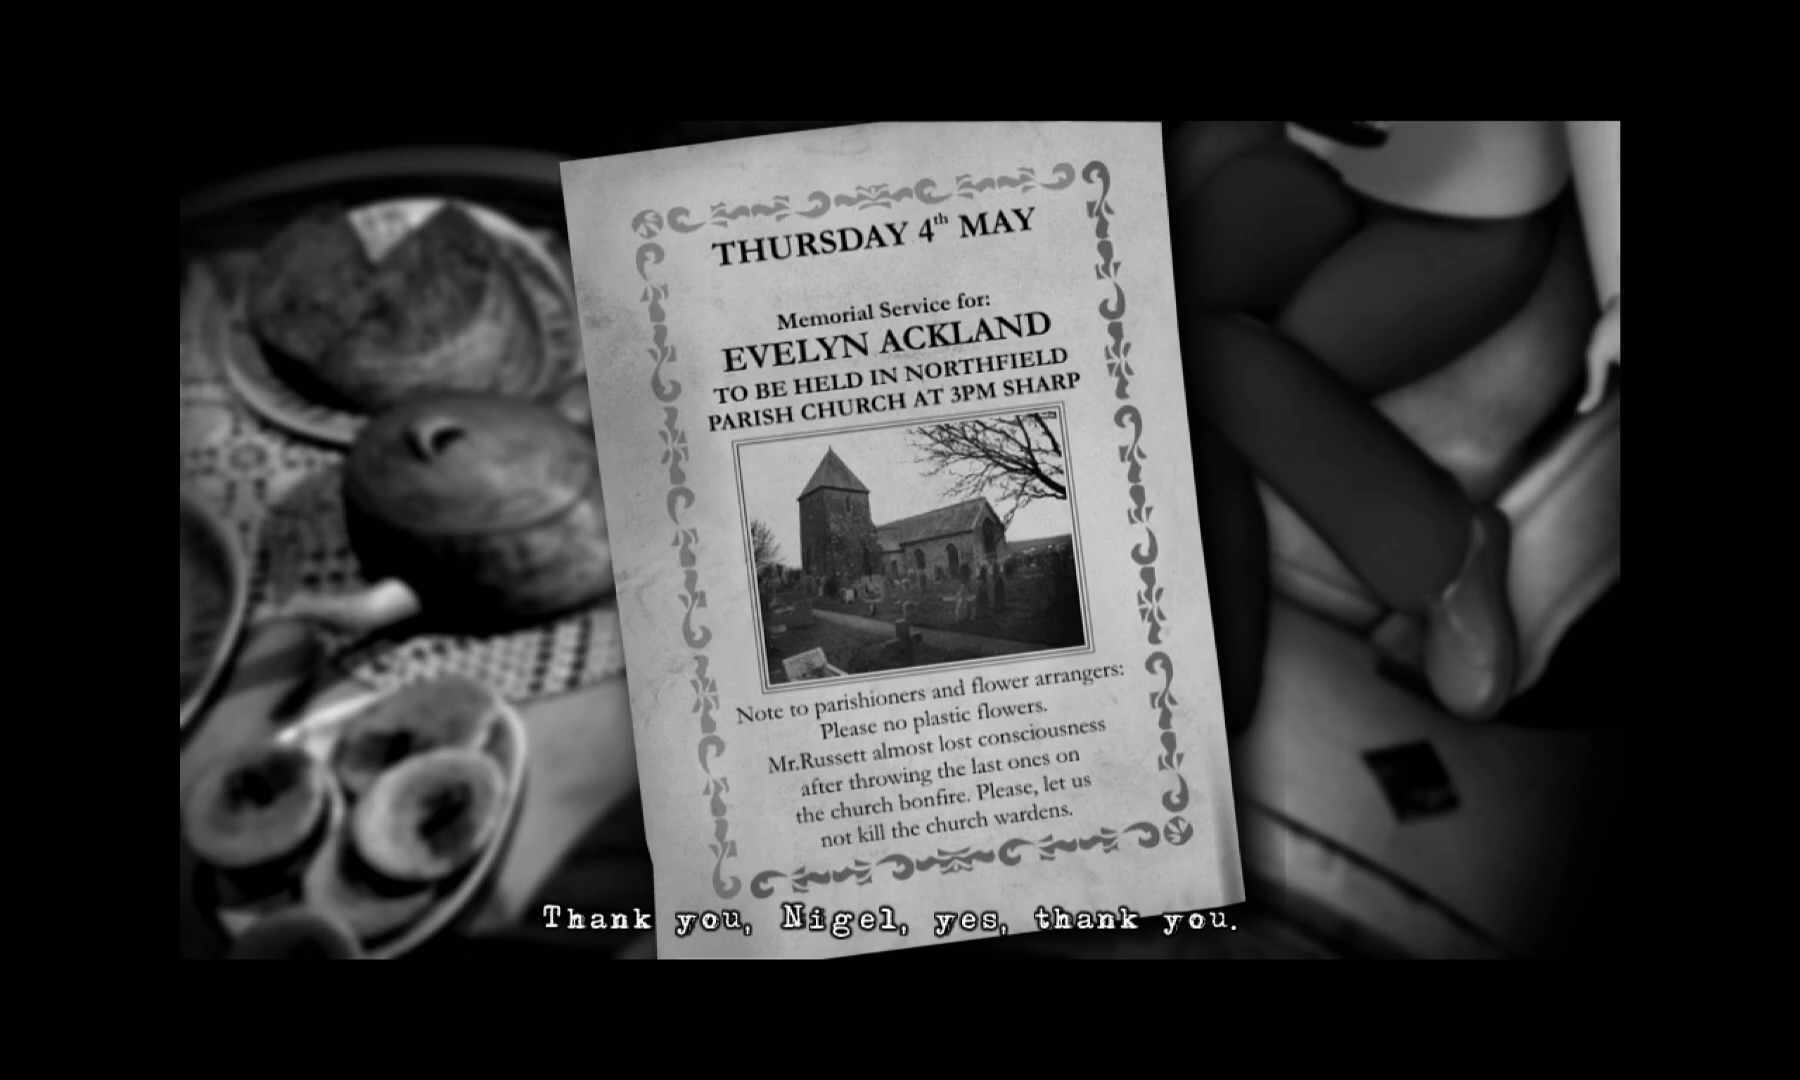 THURSDAY 4th MAY
Memorial Service for:
EVELYN ACKLAND
TO BE HELD IN NORTHFIELD
PARISH CHURCH AT 3PM SHARP
Note to parishioners and flower arrangers:
Please no plastic flowers.
Mr.Russett almost lost consciousness
after throwing the last ones on
the church bonfire. Please, let us
not kill the church wardens.
Thank you, Nigel, yes, thank you.